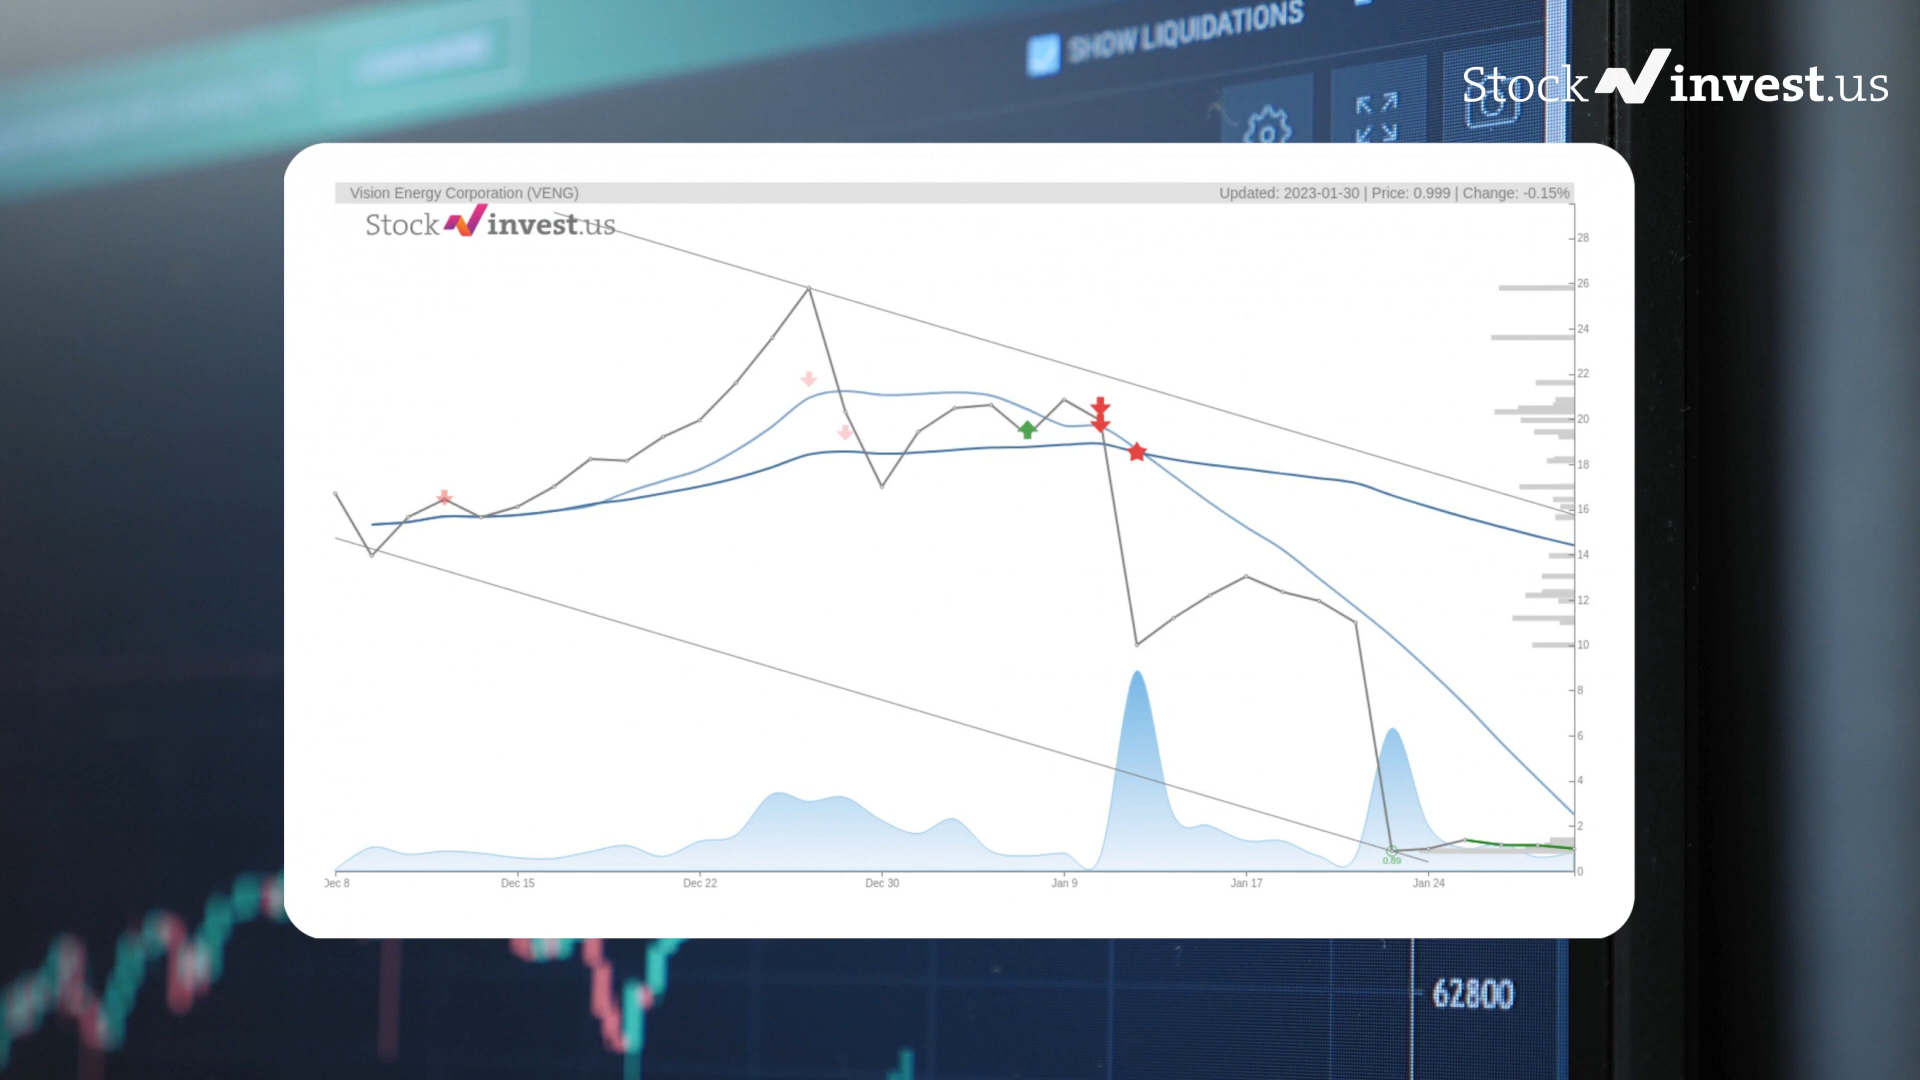 SHOW LIQUIDATIONS
Stock invest.us
Vision Energy Corporation (VENG)
Updated: 2023-01-30 | Price: 0.999 | Change: -0.15%
Stock invest.us
28
26
24
22
20
18
16
14
12
10
8
6
4
2
0
0.89
Dec 8
Dec 15
Dec 22
Dec 30
Jan 9
Jan 17
Jan 24
62800